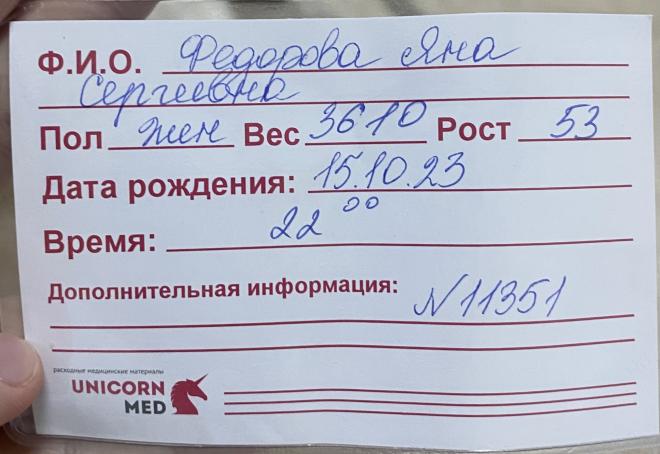 Ф.И.О. Федорова Яна
Сергеевна
Пол жен Вес 3610 Рост 53
Дата рождения: 15.10.23
Время: 22 00
Дополнительная информация: N11351
расходные медицинские материалы
UNICORN
MED